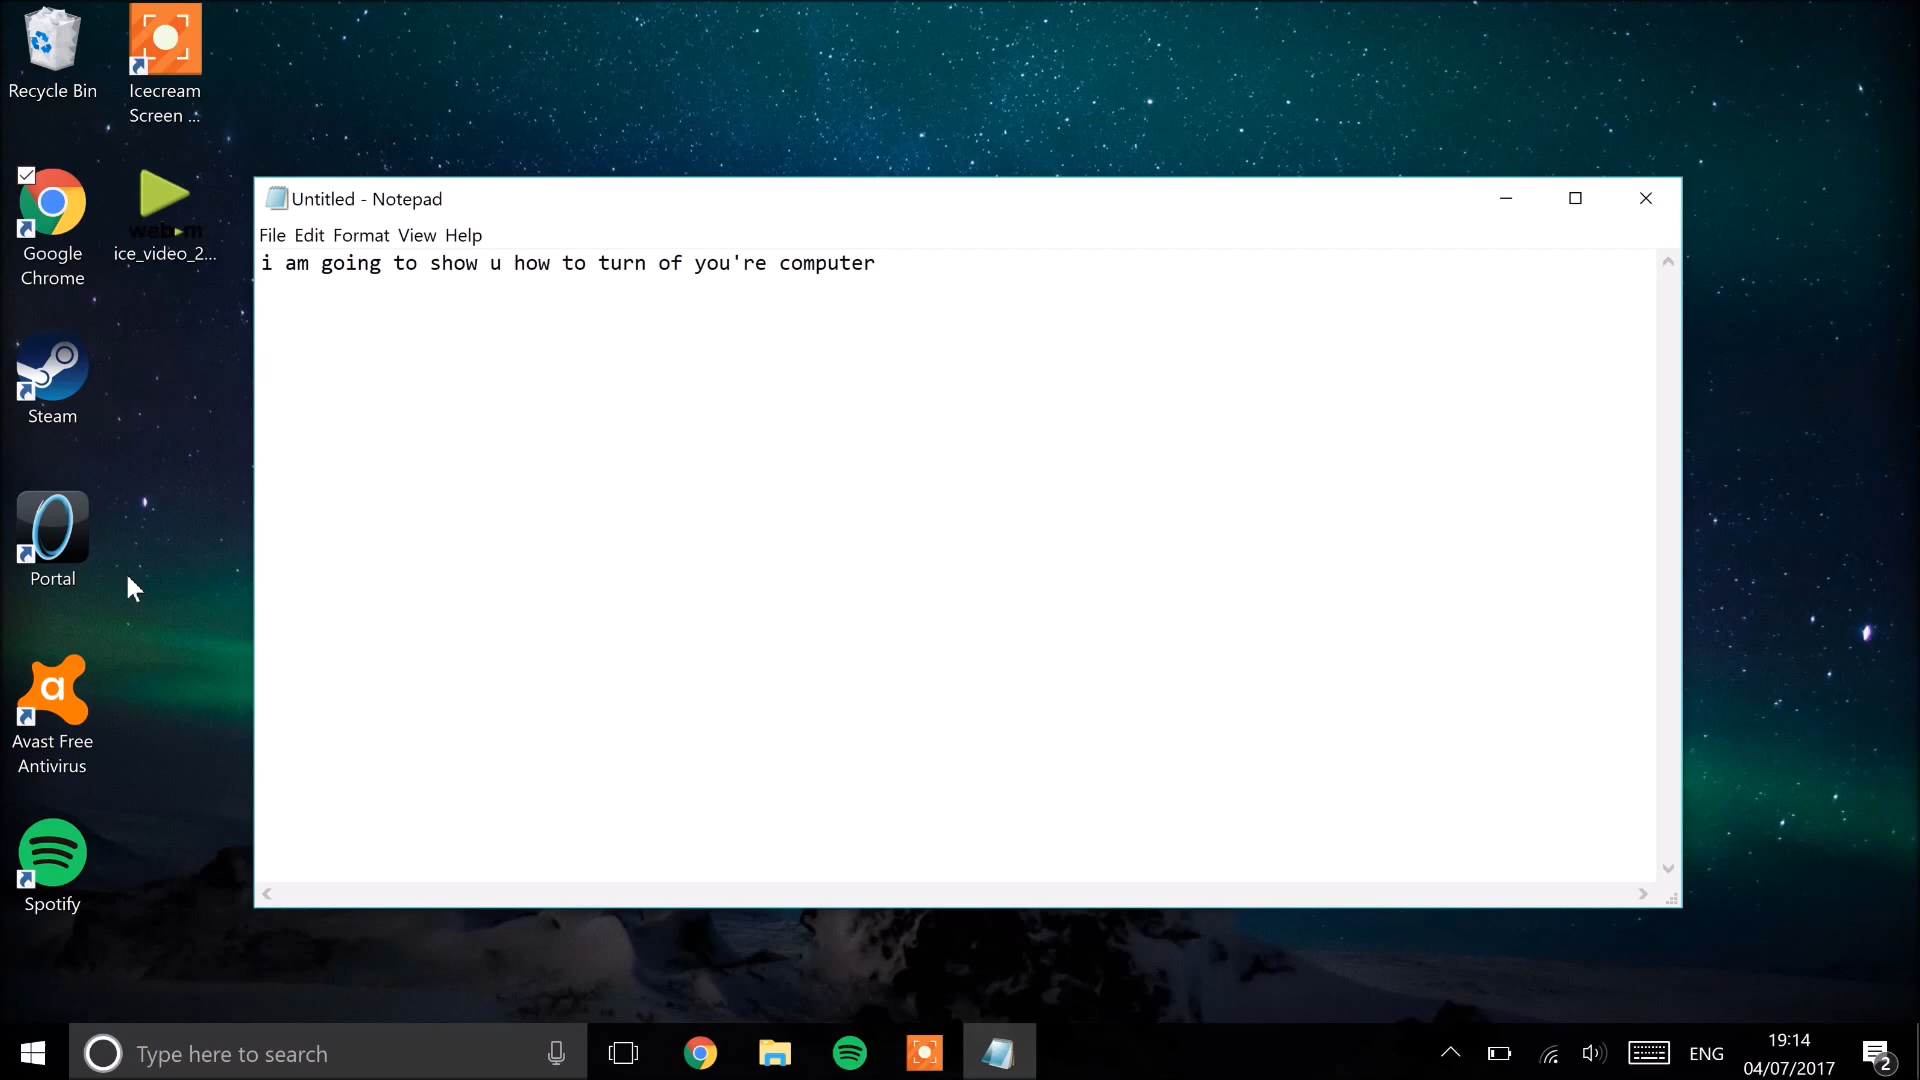 Recycle Bin
Icecream
Screen ...
Google
Chrome
web-m
ice_video_2...
Steam
Portal
a
Avast Free
Antivirus
Spotify
Untitled - Notepad
File Edit Format View Help
i am going to show u how to turn of you're computer
Type here to search
ENG
19:14
04/07/2017
2